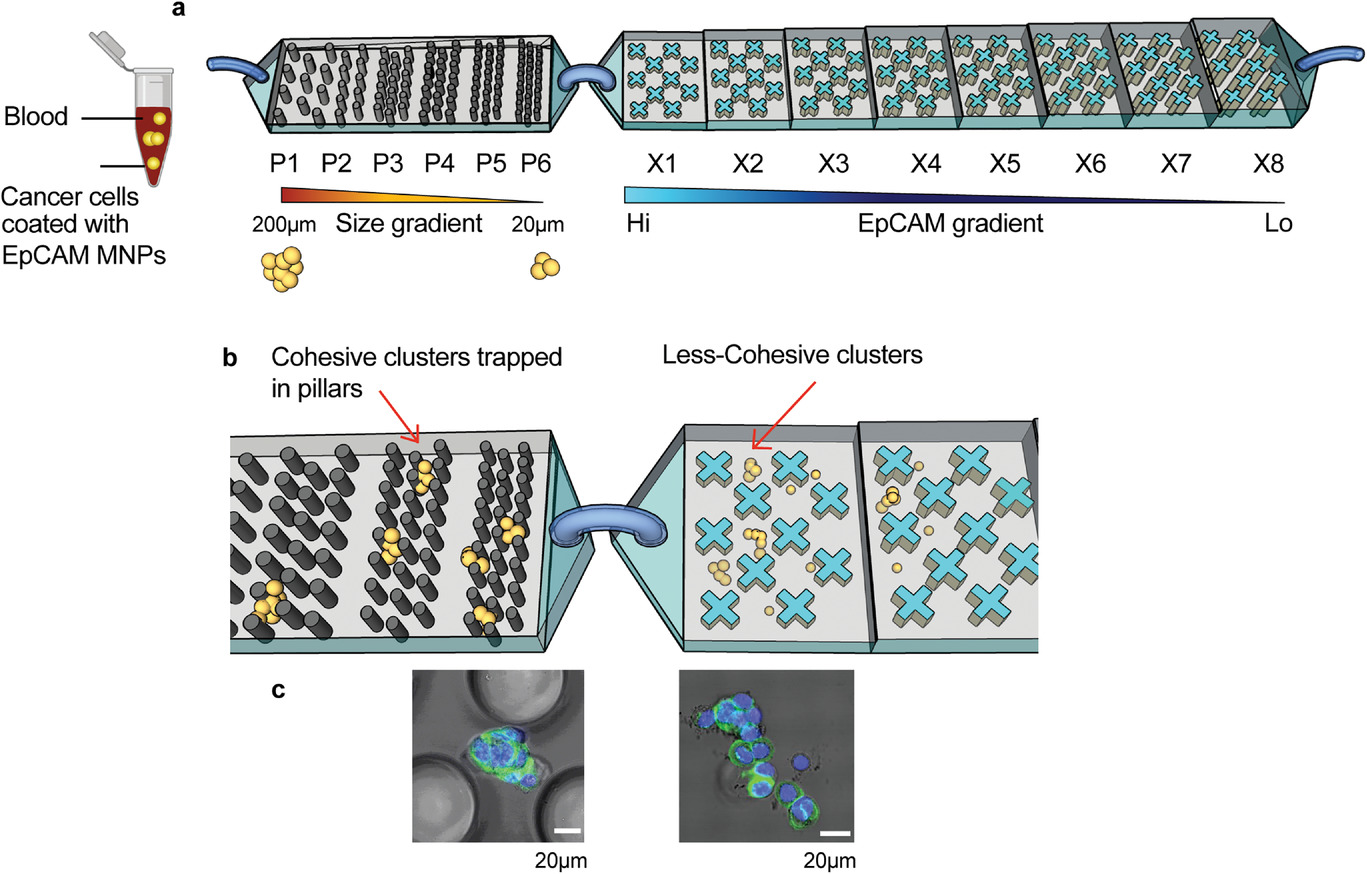 a
Blood
Cancer cells
coated with
EpCAM MNPs
P1 P2 P3 P4 P5 P6
200µm Size gradient 20µm
X1 X2 X3 X4 X5 X6 X7 X8
Hi EpCAM gradient Lo
b
Cohesive clusters trapped
in pillars
Less-Cohesive clusters
c
20µm
20µm